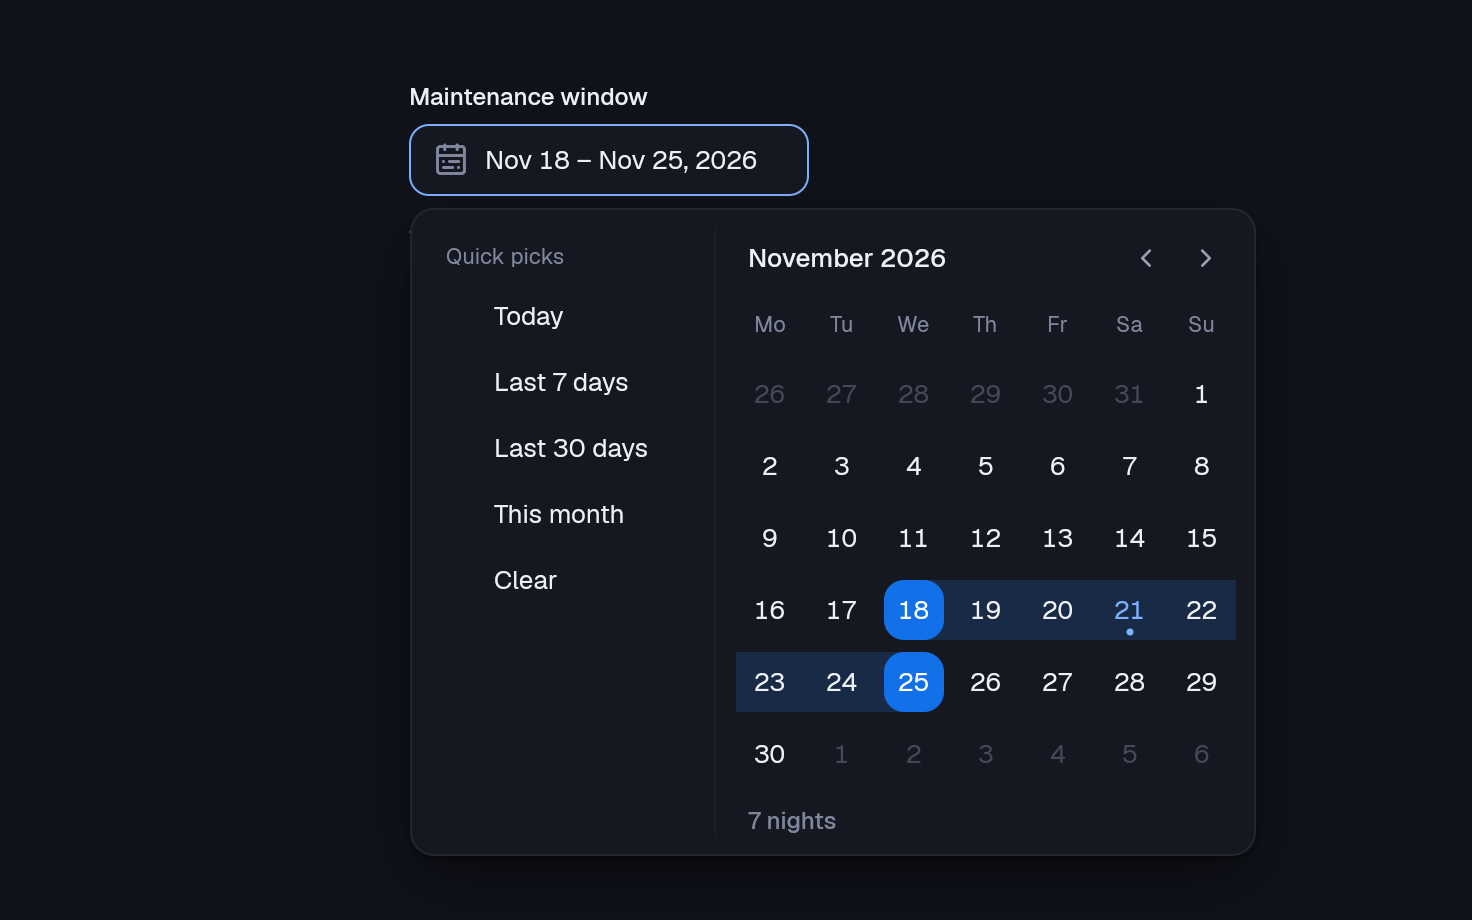 Maintenance window
Nov 18 – Nov 25, 2026
Quick picks
Today
Last 7 days
Last 30 days
This month
Clear
November 2026
Mo Tu We Th Fr Sa Su
26 27 28 29 30 31 1
2 3 4 5 6 7 8
9 10 11 12 13 14 15
16 17 18 19 20 21 22
23 24 25 26 27 28 29
30 1 2 3 4 5 6
7 nights